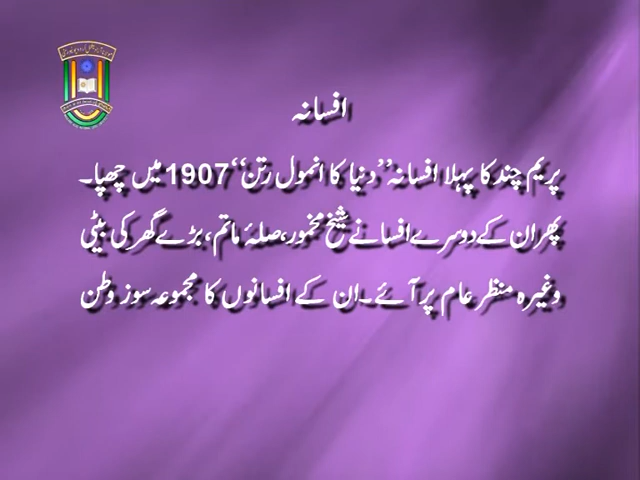 افسانہ
پریم چند کا پہلا افسانہ ’’دنیا کا انمول رتن‘‘ 1907 میں چھپا۔
پھر ان کے دوسرے افسانے شیخ مخمور، صلۂ ماتم، بڑے گھر کی بیٹی
وغیرہ منظر عام پر آئے۔ ان کے افسانوں کا مجموعہ سوز وطن